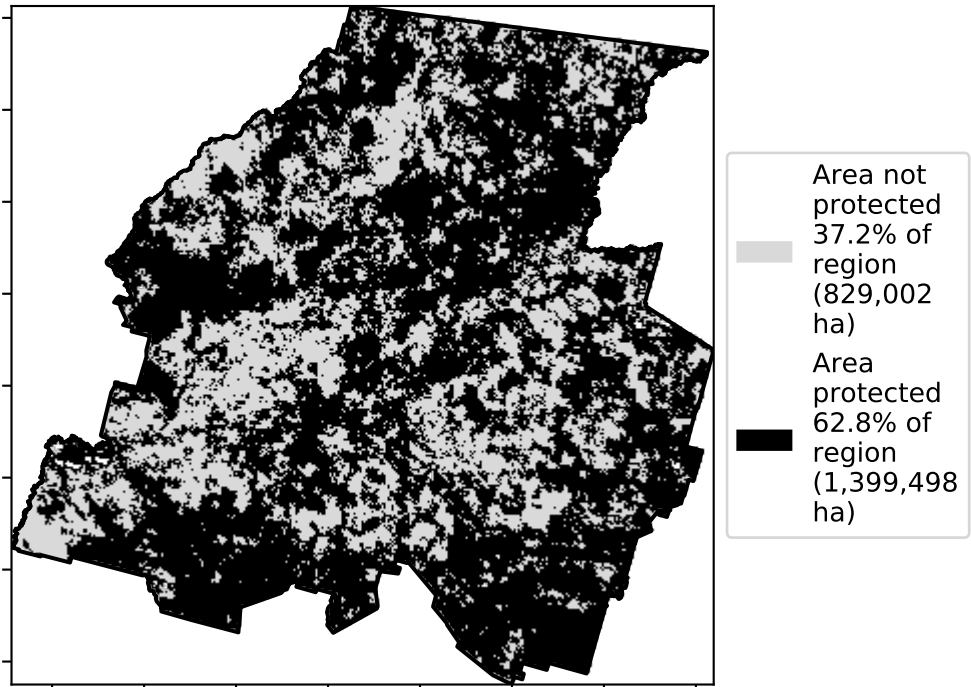 Area not
protected
37.2% of
region
(829,002
ha)
Area
protected
62.8% of
region
(1,399,498
ha)